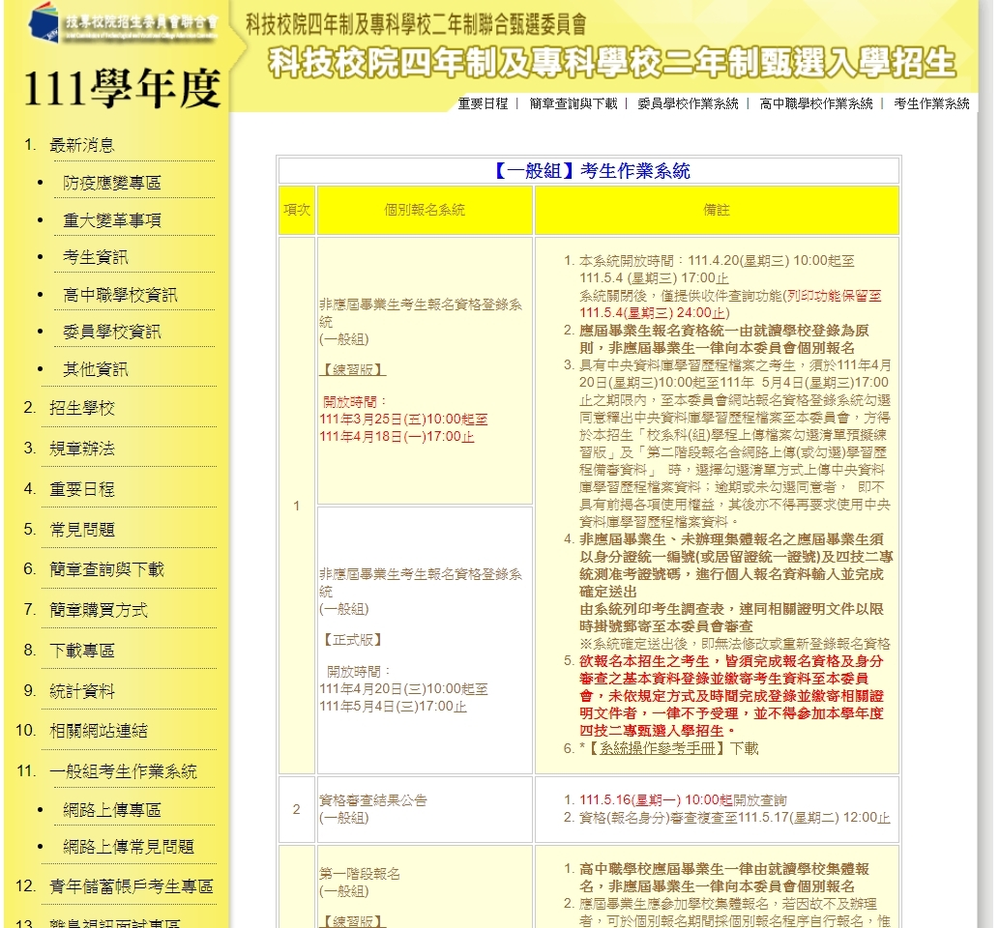 技專校院招生委員會聯合會
111學年度
科技校院四年制及專科學校二年制聯合甄選委員會
科技校院四年制及專科學校二年制甄選入學招生
重要日程 | 簡章查詢與下載 | 委員學校作業系統 | 高中職學校作業系統 | 考生作業系統
1. 最新消息
• 防疫應變專區
• 重大變革事項
• 考生資訊
• 高中職學校資訊
• 委員學校資訊
• 其他資訊
2. 招生學校
3. 規章辦法
4. 重要日程
5. 常見問題
6. 簡章查詢與下載
7. 簡章購買方式
8. 下載專區
9. 統計資料
10. 相關網站連結
11. 一般組考生作業系統
• 網路上傳專區
• 網路上傳常見問題
12. 青年儲蓄帳戶考生專區
13. 離島視訊面試專區
【一般組】考生作業系統
項次 個別報名系統 備註
1
非應屆畢業生考生報名資格登錄系
統
(一般組)
【練習版】
開放時間：
111年3月25日(五)10:00起至
111年4月18日(一)17:00止
非應屆畢業生考生報名資格登錄系
統
(一般組)
【正式版】
開放時間：
111年4月20日(三)10:00起至
111年5月4日(三)17:00止
1. 本系統開放時間：111.4.20(星期三) 10:00起至
111.5.4 (星期三) 17:00止
系統關閉後，僅提供收件查詢功能(列印功能保留至
111.5.4(星期三) 24:00止)
2. 應屆畢業生報名資格統一由就讀學校登錄為原
則，非應屆畢業生一律向本委員會個別報名
3. 具有中央資料庫學習歷程檔案之考生，須於111年4月
20日(星期三)10:00起至111年 5月4日(星期三)17:00
止之期限內，至本委員會網站報名資格登錄系統勾選
同意釋出中央資料庫學習歷程檔案至本委員會，方得
於本招生「校系科(組)學程上傳檔案勾選清單預擬練
習版」及「第二階段報名含網路上傳(或勾選)學習歷
程備審資料」 時，選擇勾選清單方式上傳中央資料
庫學習歷程檔案資料；逾期或未勾選同意者， 即不
具有前揭各項使用權益，其後亦不得再要求使用中央
資料庫學習歷程檔案資料。
4. 非應屆畢業生、未辦理集體報名之應屆畢業生須
以身分證統一編號(或居留證統一證號)及四技二專
統測准考證號碼，進行個人報名資料輸入並完成
確定送出
由系統列印考生調查表，連同相關證明文件以限
時掛號郵寄至本委員會審查
※系統確定送出後，即無法修改或重新登錄報名資格
5. 欲報名本招生之考生，皆須完成報名資格及身分
審查之基本資料登錄並繳寄考生資料至本委員
會，未依規定方式及時間完成登錄並繳寄相關證
明文件者，一律不予受理，並不得參加本學年度
四技二專甄選入學招生。
6. *【系統操作參考手冊】下載
2
資格審查結果公告
(一般組)
1. 111.5.16(星期一) 10:00起開放查詢
2. 資格(報名身分)審查複查至111.5.17(星期二) 12:00止
第一階段報名
(一般組)
【練習版】
1. 高中職學校應屆畢業生一律由就讀學校集體報
名，非應屆畢業生一律向本委員會個別報名
2. 應屆畢業生應參加學校集體報名，若因故不及辦理
者，可於個別報名期間採個別報名程序自行報名，惟